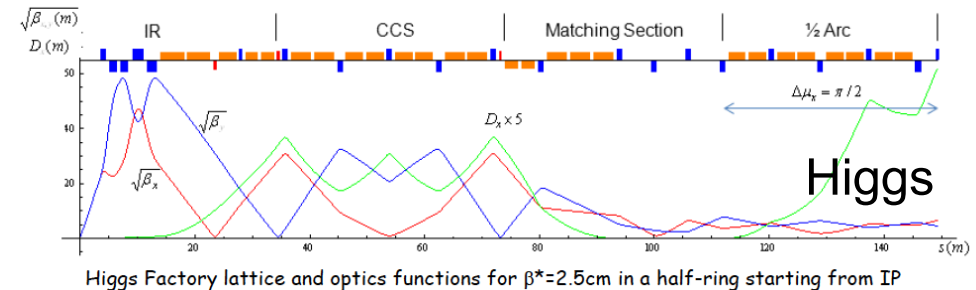 √β_{x,y}(m)
D_x(m)
IR
CCS
Matching Section
½ Arc
50
40
20
√β_y
√β_x
D_x × 5
Δμ_x = π/2
Higgs
20
40
60
80
100
120
140
s(m)
Higgs Factory lattice and optics functions for β*=2.5cm in a half-ring starting from IP